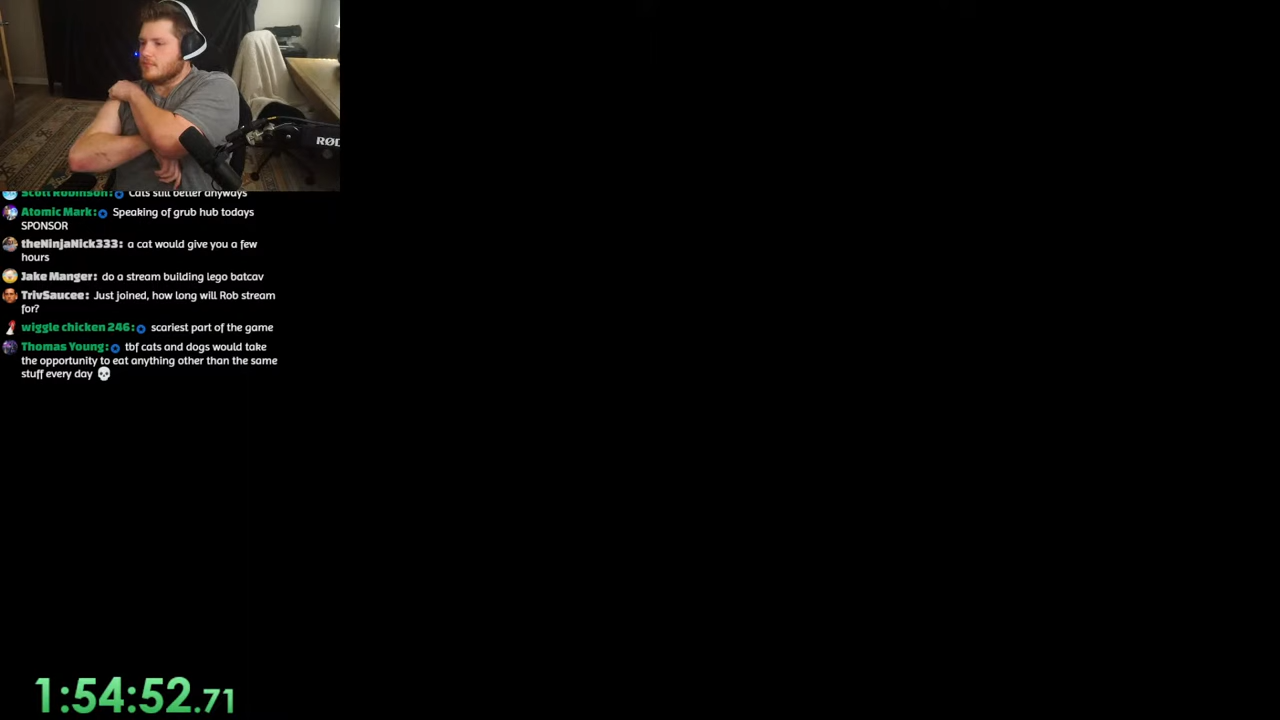 RØD
Scott Robinson: Cats still better anyways
Atomic Mark: Speaking of grub hub todays
SPONSOR
theNinjaNick333: a cat would give you a few
hours
Jake Manger: do a stream building lego batcav
TrivSaucee: Just joined, how long will Rob stream
for?
wiggle chicken 246: scariest part of the game
Thomas Young: tbf cats and dogs would take
the opportunity to eat anything other than the same
stuff every day
1:54:52.71